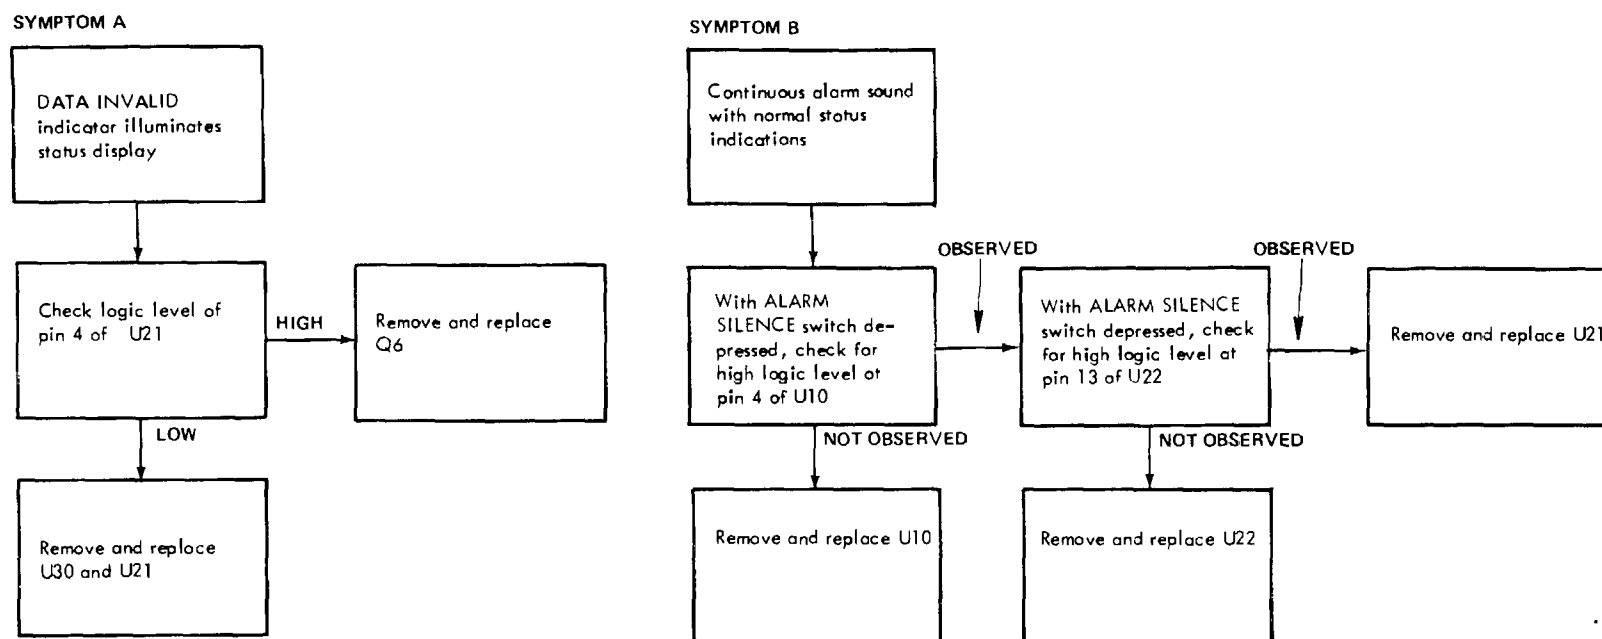 SYMPTOM A
DATA INVALID
indicator illuminates
status display
Check logic level of
pin 4 of U21
HIGH
Remove and replace
Q6
LOW
Remove and replace
U30 and U21
SYMPTOM B
Continuous alarm sound
with normal status
indications
With ALARM
SILENCE switch de-
pressed, check for
high logic level at
pin 4 of U10
OBSERVED
With ALARM SILENCE
switch depressed, check
for high logic level at
pin 13 of U22
OBSERVED
Remove and replace U21
NOT OBSERVED
Remove and replace U10
NOT OBSERVED
Remove and replace U22